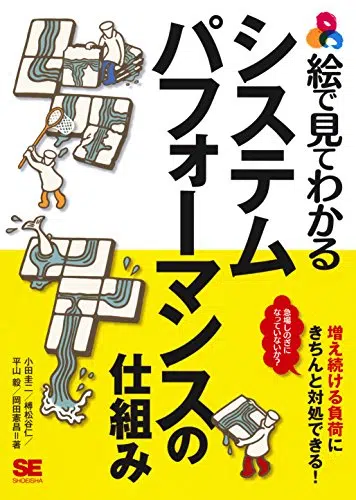 絵で見てわかる
システム
パフォーマンスの
仕組み
増え続ける負荷に
きちんと対処できる!
急場しのぎに
なっていないか?
小田圭二/榑松谷仁/
平山毅/岡田憲昌=著
SE
SHOEISHA